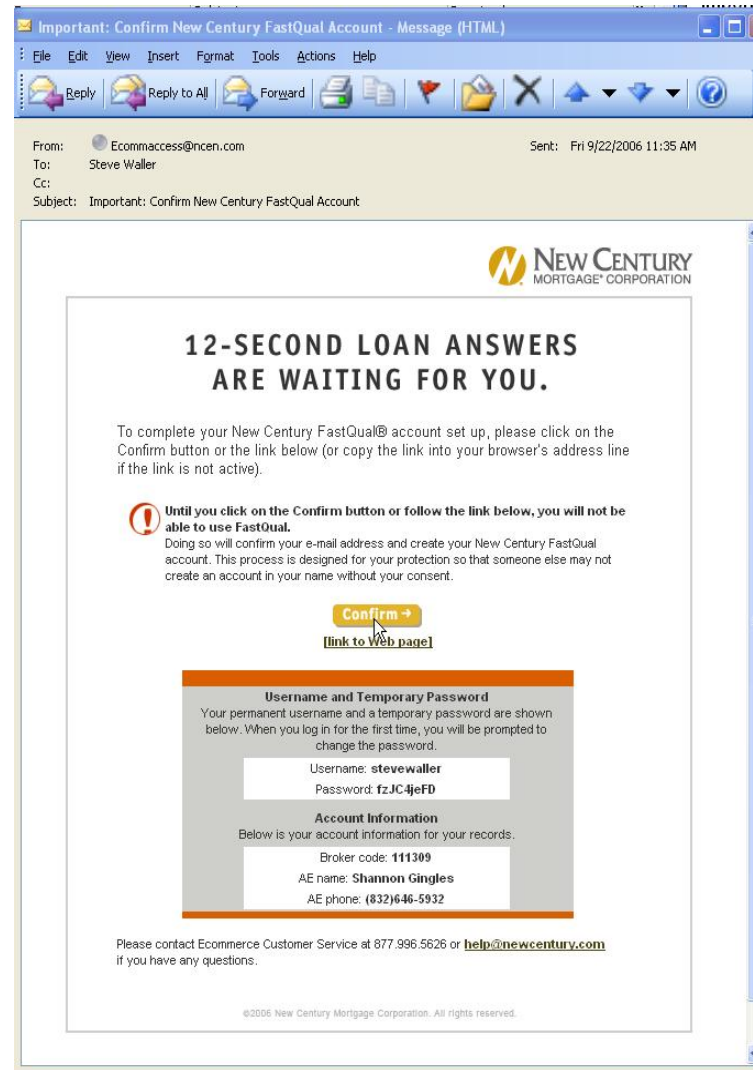 Important: Confirm New Century FastQual Account - Message (HTML)
File Edit View Insert Format Tools Actions Help
Reply Reply to All Forward
From: Ecommaccess@ncen.com Sent: Fri 9/22/2006 11:35 AM
To: Steve Waller
Cc:
Subject: Important: Confirm New Century FastQual Account
NEW CENTURY
MORTGAGE CORPORATION
12-SECOND LOAN ANSWERS
ARE WAITING FOR YOU.
To complete your New Century FastQual® account set up, please click on the
Confirm button or the link below (or copy the link into your browser's address line
if the link is not active).
Until you click on the Confirm button or follow the link below, you will not be
able to use FastQual.
Doing so will confirm your e-mail address and create your New Century FastQual
account. This process is designed for your protection so that someone else may not
create an account in your name without your consent.
Confirm →
[link to Web page]
Username and Temporary Password
Your permanent username and a temporary password are shown
below. When you log in for the first time, you will be prompted to
change the password.
Username: stevewaller
Password: fzJC4jeFD
Account Information
Below is your account information for your records.
Broker code: 111309
AE name: Shannon Gingles
AE phone: (832)646-5932
Please contact Ecommerce Customer Service at 877.996.5626 or help@newcentury.com
if you have any questions.
©2006 New Century Mortgage Corporation. All rights reserved.